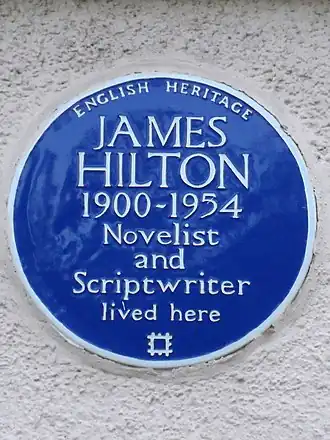 ENGLISH HERITAGE
JAMES
HILTON
1900-1954
Novelist
and
Scriptwriter
lived here